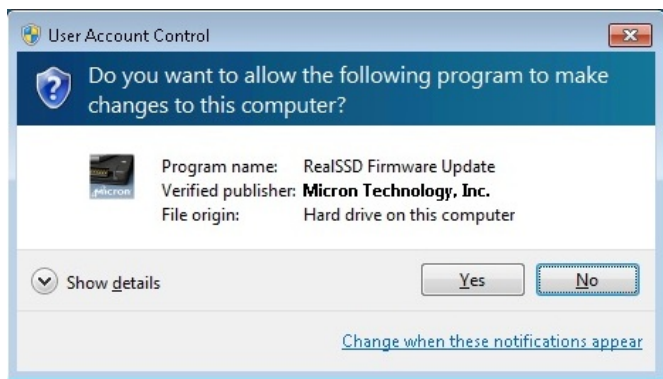 User Account Control
Do you want to allow the following program to make
changes to this computer?
Micron
Program name: RealSSD Firmware Update
Verified publisher: Micron Technology, Inc.
File origin: Hard drive on this computer
Show details
Yes
No
Change when these notifications appear